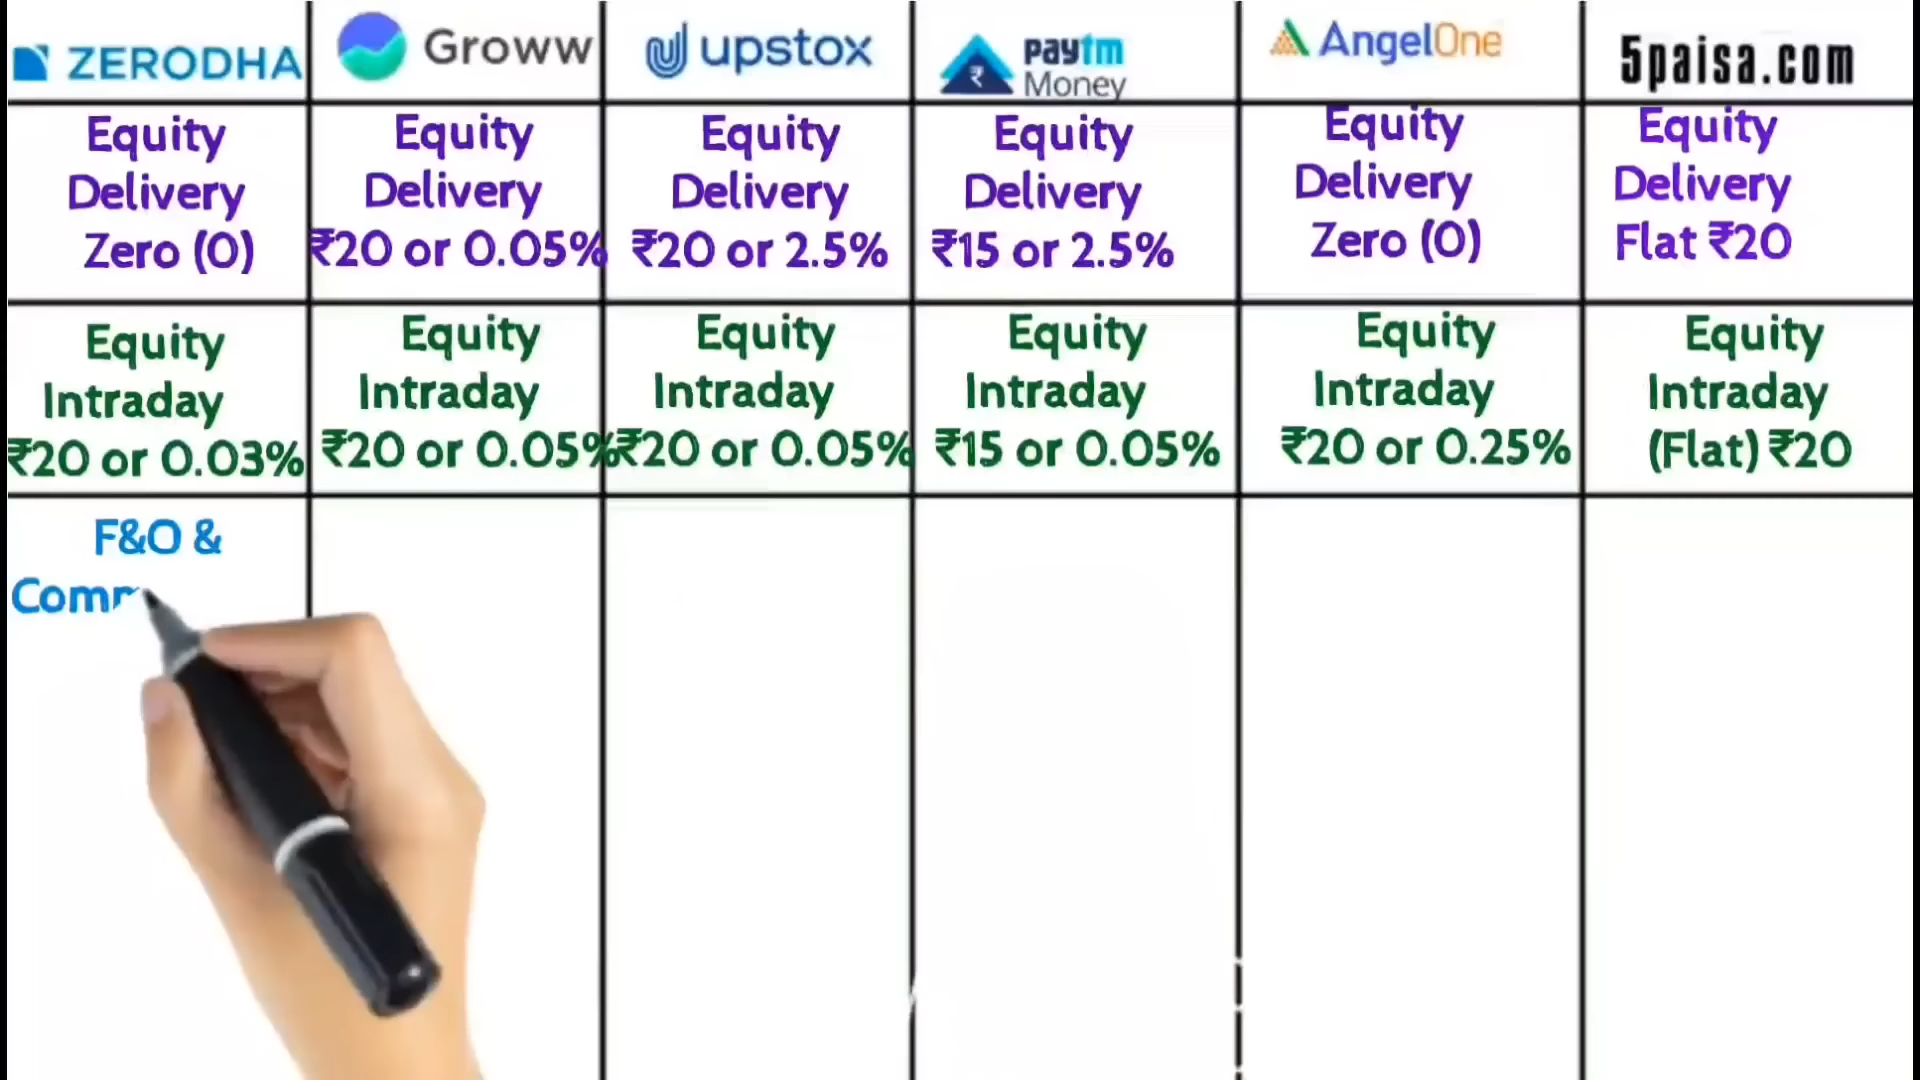 ZERODHA
Groww
upstox
paytm
Money
AngelOne
5paisa.com
Equity
Delivery
Zero (0)
Equity
Delivery
₹20 or 0.05%
Equity
Delivery
₹20 or 2.5%
Equity
Delivery
₹15 or 2.5%
Equity
Delivery
Zero (0)
Equity
Delivery
Flat ₹20
Equity
Intraday
₹20 or 0.03%
Equity
Intraday
₹20 or 0.05%
Equity
Intraday
₹20 or 0.05%
Equity
Intraday
₹15 or 0.05%
Equity
Intraday
₹20 or 0.25%
Equity
Intraday
(Flat) ₹20
F&O &